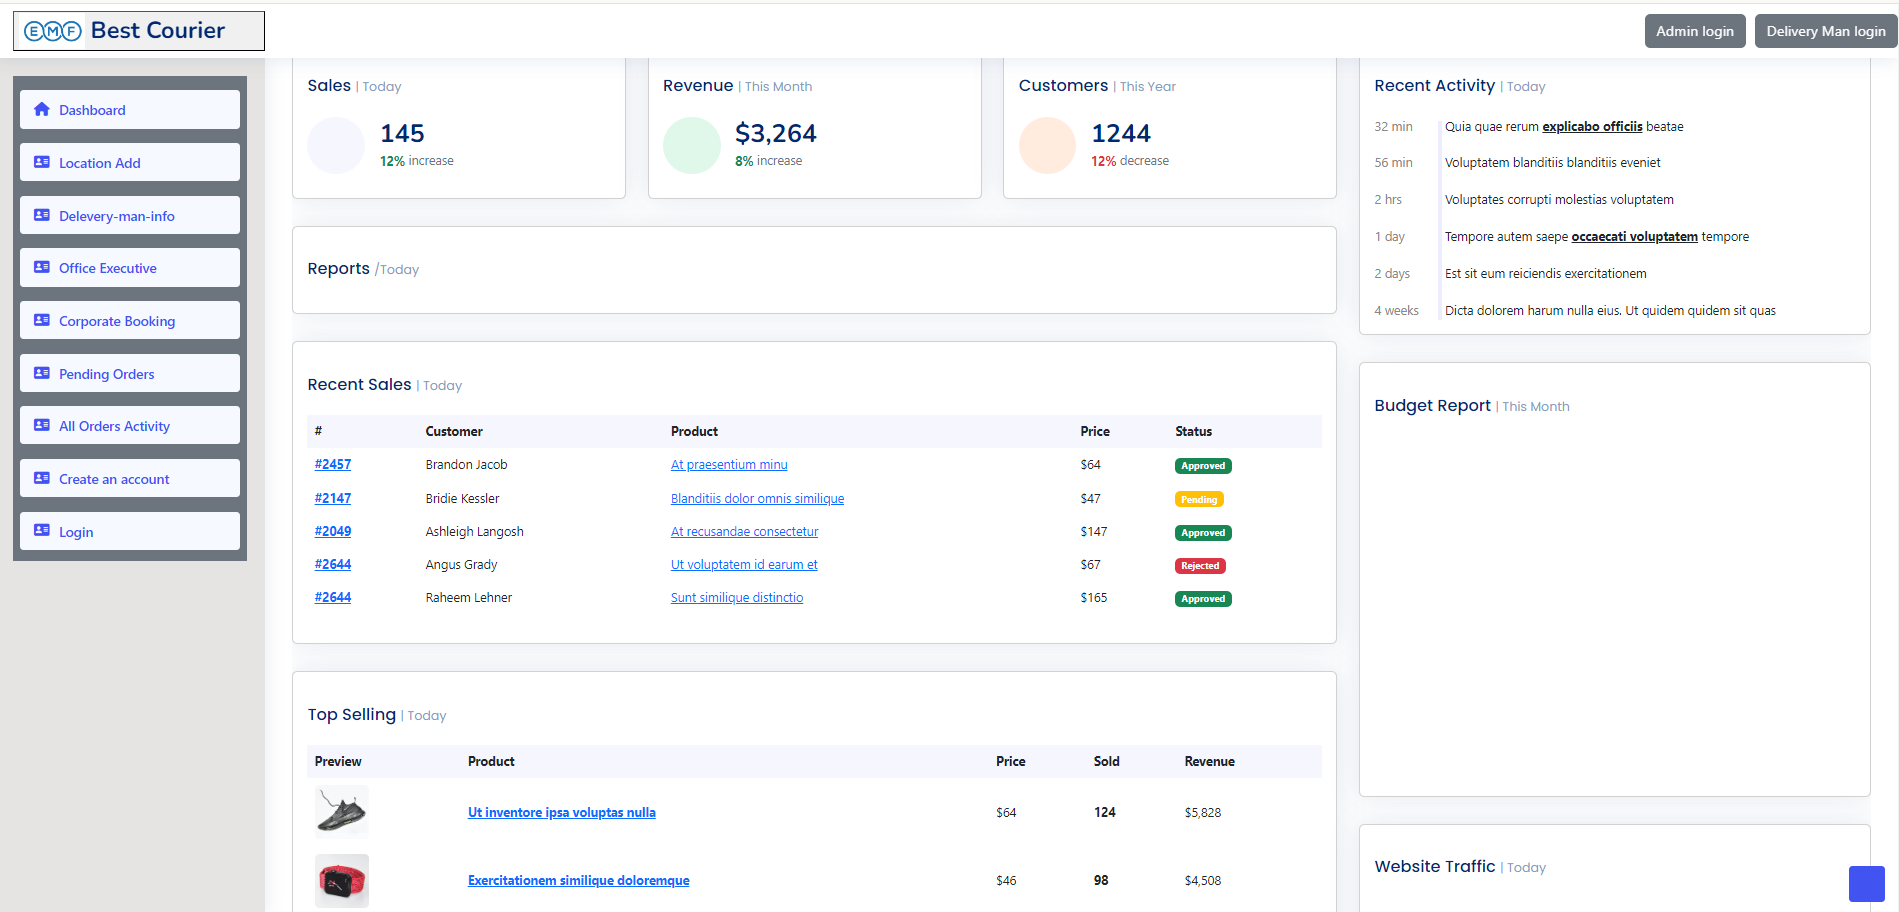 EMF Best Courier
Admin login
Delivery Man login
Dashboard
Location Add
Delevery-man-info
Office Executive
Corporate Booking
Pending Orders
All Orders Activity
Create an account
Login
Sales | Today
145
12% increase
Revenue | This Month
$3,264
8% increase
Customers | This Year
1244
12% decrease
Reports /Today
Recent Sales | Today
# Customer Product Price Status
#2457 Brandon Jacob At praesentium minu $64 Approved
#2147 Bridie Kessler Blanditiis dolor omnis similique $47 Pending
#2049 Ashleigh Langosh At recusandae consectetur $147 Approved
#2644 Angus Grady Ut voluptatem id earum et $67 Rejected
#2644 Raheem Lehner Sunt similique distinctio $165 Approved
Top Selling | Today
Preview Product Price Sold Revenue
Ut inventore ipsa voluptas nulla $64 124 $5,828
Exercitationem similique doloremque $46 98 $4,508
Recent Activity | Today
32 min Quia quae rerum explicabo officiis beatae
56 min Voluptatem blanditiis blanditiis eveniet
2 hrs Voluptates corrupti molestias voluptatem
1 day Tempore autem saepe occaecati voluptatem tempore
2 days Est sit eum reiciendis exercitationem
4 weeks Dicta dolorem harum nulla eius. Ut quidem quidem sit quas
Budget Report | This Month
Website Traffic | Today